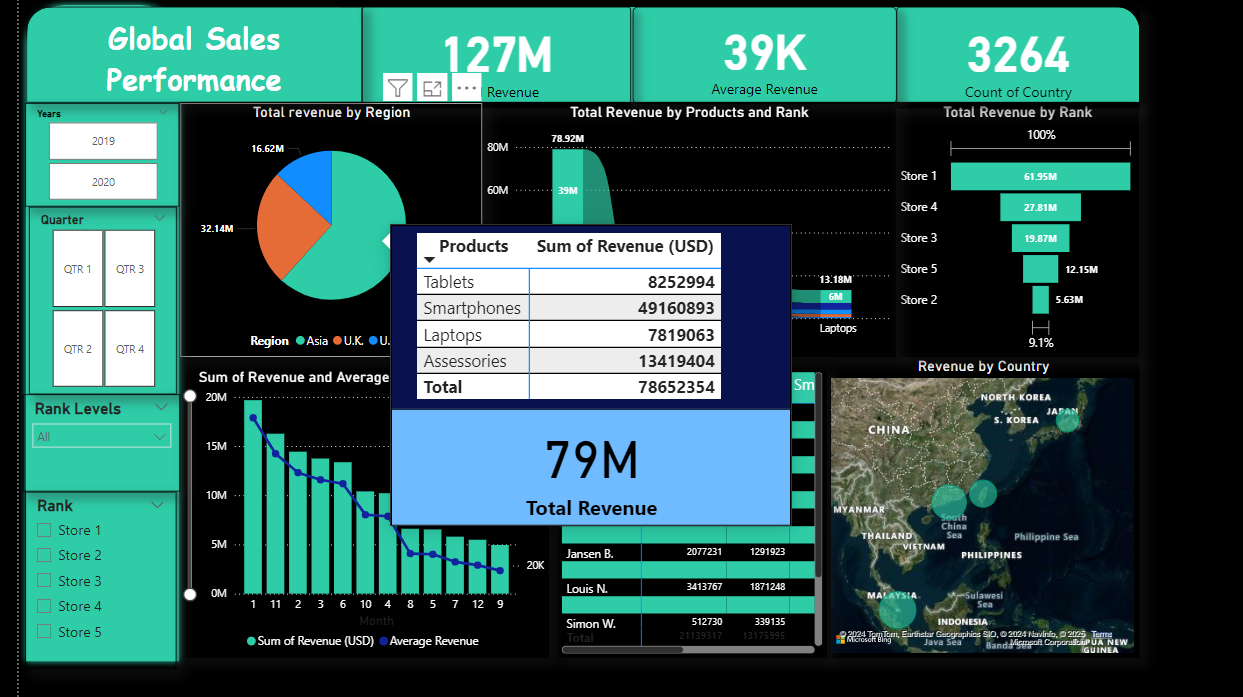 Global Sales
Performance
127M
Revenue
39K
Average Revenue
3264
Count of Country
Years
2019
2020
Quarter
QTR 1
QTR 3
QTR 2
QTR 4
Rank Levels
All
Rank
Store 1
Store 2
Store 3
Store 4
Store 5
Total revenue by Region
16.62M
32.14M
Region Asia U.K. U.
Total Revenue by Products and Rank
80M
60M
78.92M
39M
13.18M
6M
Laptops
Total Revenue by Rank
100%
Store 1 61.95M
Store 4 27.81M
Store 3 19.87M
Store 5 12.15M
Store 2 5.63M
9.1%
Products Sum of Revenue (USD)
Tablets 8252994
Smartphones 49160893
Laptops 7819063
Assessories 13419404
Total 78652354
79M
Total Revenue
Sum of Revenue and Average
20M
15M
10M
5M
0M
20K
1 11 2 3 6 10 4 8 5 7 12 9
Month
Sum of Revenue (USD) Average Revenue
Sm
Jansen B. 2077231 1291923
Louis N. 3413767 1871248
Simon W. 512730 339135
Total 21139317 13175995
Revenue by Country
NORTH KOREA
S. KOREA
JAPAN
CHINA
MYANMAR
THAILAND
VIETNAM
South
China
Sea
Philippine Sea
PHILIPPINES
MALAYSIA
Sulawesi
Sea
INDONESIA
Java Sea
Banda Sea
PAPUA NEW
GUINEA
© 2024 TomTom, Earthstar Geographics SIO, © 2024 NavInfo, © 2025
Terms
Microsoft Bing
Microsoft Corporation